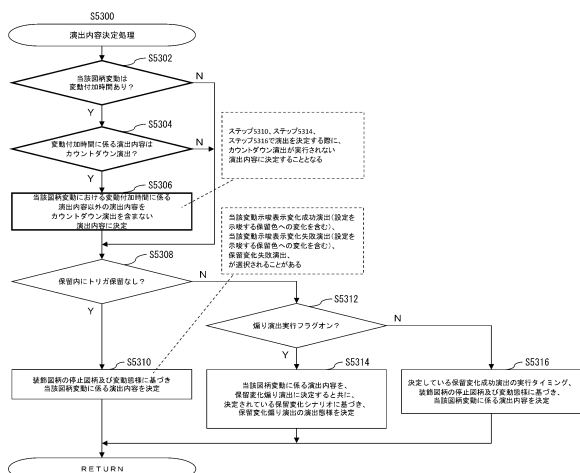 S5300
演出内容決定処理
S5302
当該図柄変動は
変動付加時間あり？
N
Y
S5304
変動付加時間に係る演出内容は
カウントダウン演出？
N
Y
ステップ5310、ステップ5314、
ステップ5316で演出を決定する際に、
カウントダウン演出が実行されない
演出内容に決定することとなる
S5306
当該図柄変動における変動付加時間に係る
演出内容以外の演出内容を
カウントダウン演出を含まない
演出内容に決定
当該変動示唆表示変化成功演出（設定を
示唆する保留色への変化を含む）、
当該変動示唆表示変化失敗演出（設定を
示唆する保留色への変化を含む）、
保留変化失敗演出、
が選択されることがある
S5308
保留内にトリガ保留なし？
N
Y
S5312
煽り演出実行フラグオン？
N
Y
S5310
装飾図柄の停止図柄及び変動態様に基づき
当該図柄変動に係る演出内容を決定
S5314
当該図柄変動に係る演出内容を、
保留変化煽り演出に決定すると共に、
決定されている保留変化シナリオに基づき、
保留変化煽り演出の演出態様を決定
S5316
決定している保留変化成功演出の実行タイミング、
装飾図柄の停止図柄及び変動態様に基づき、
当該図柄変動に係る演出内容を決定
RETURN